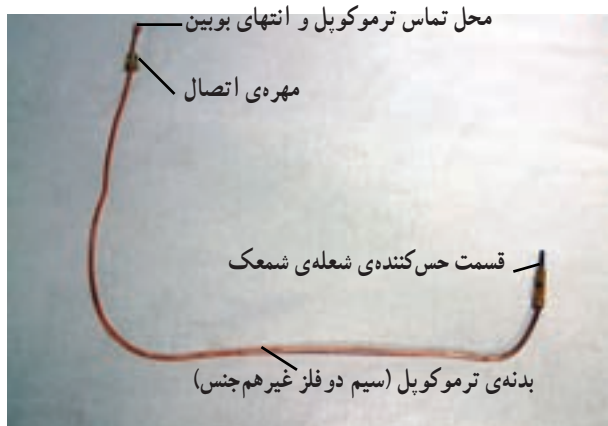 محل تماس ترموکوپل و انتهای بوبین
مهره‌ی اتصال
قسمت حس‌کننده‌ی شعله‌ی شمعک
بدنه‌ی ترموکوپل (سیم دو فلز غیرهم‌جنس)